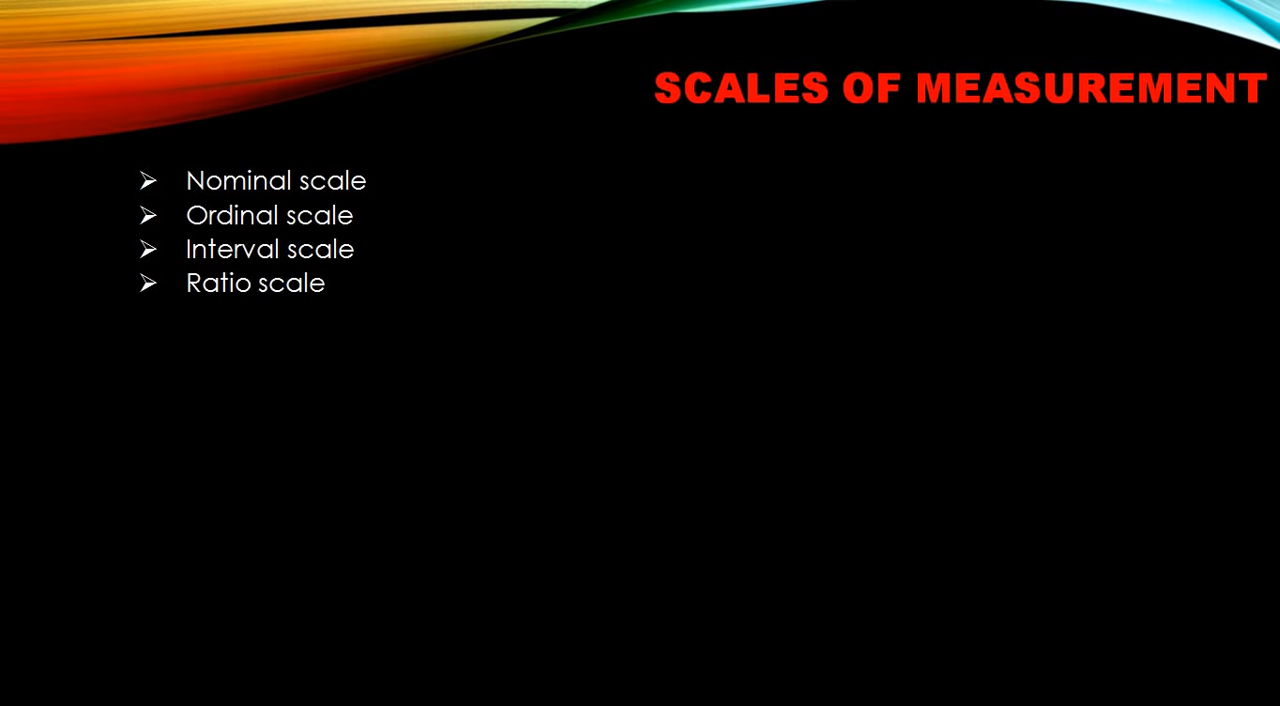 SCALES OF MEASUREMENT
➢ Nominal scale
➢ Ordinal scale
➢ Interval scale
➢ Ratio scale